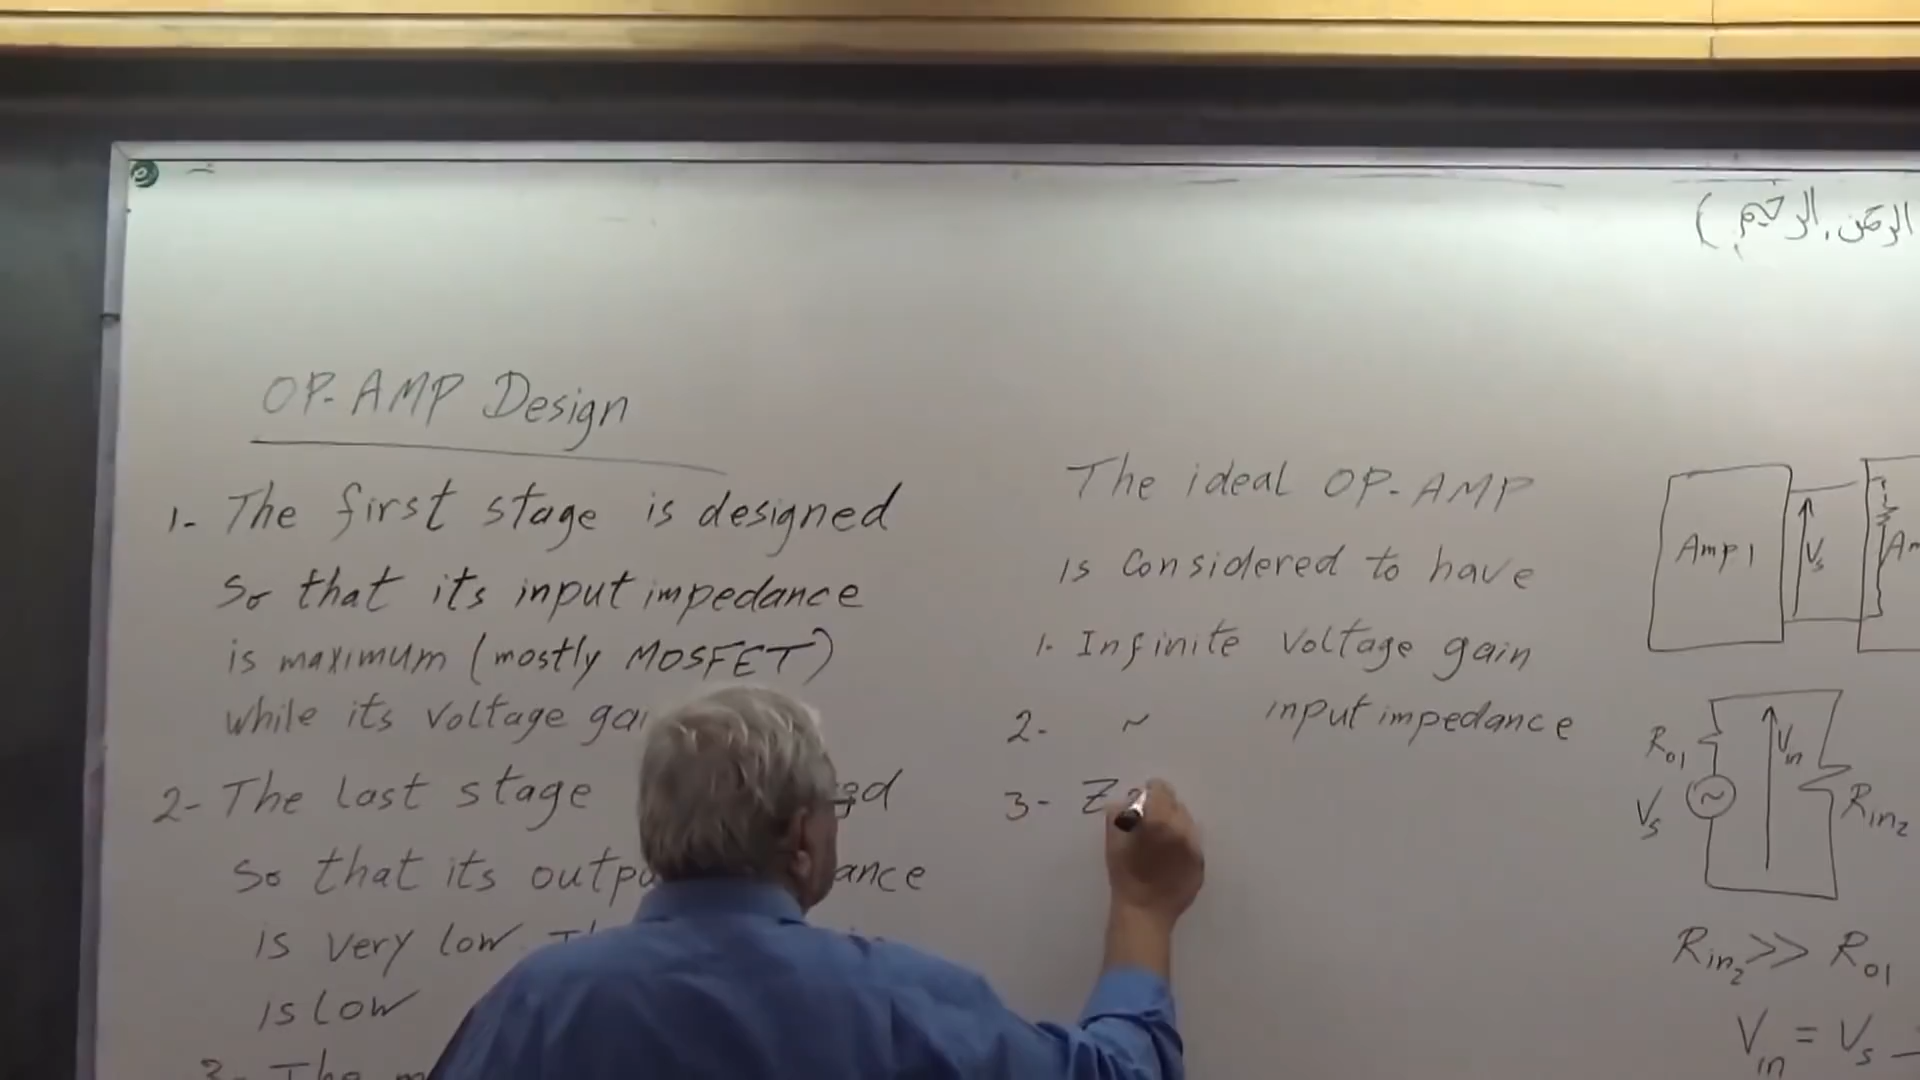 الرحمن الرحيم )
OP-AMP Design
1- The first stage is designed
so that its input impedance
is maximum (mostly MOSFET)
while its voltage
2- The last stage
so that its
is very low
is low
3- The
The ideal OP-AMP
is considered to have
1. Infinite voltage gain
2- ~ input impedance
3-
Amp 1
Vs
Ro1
Vs
~
Vin
Rin2
Rin2 >> Ro1
Vin = Vs